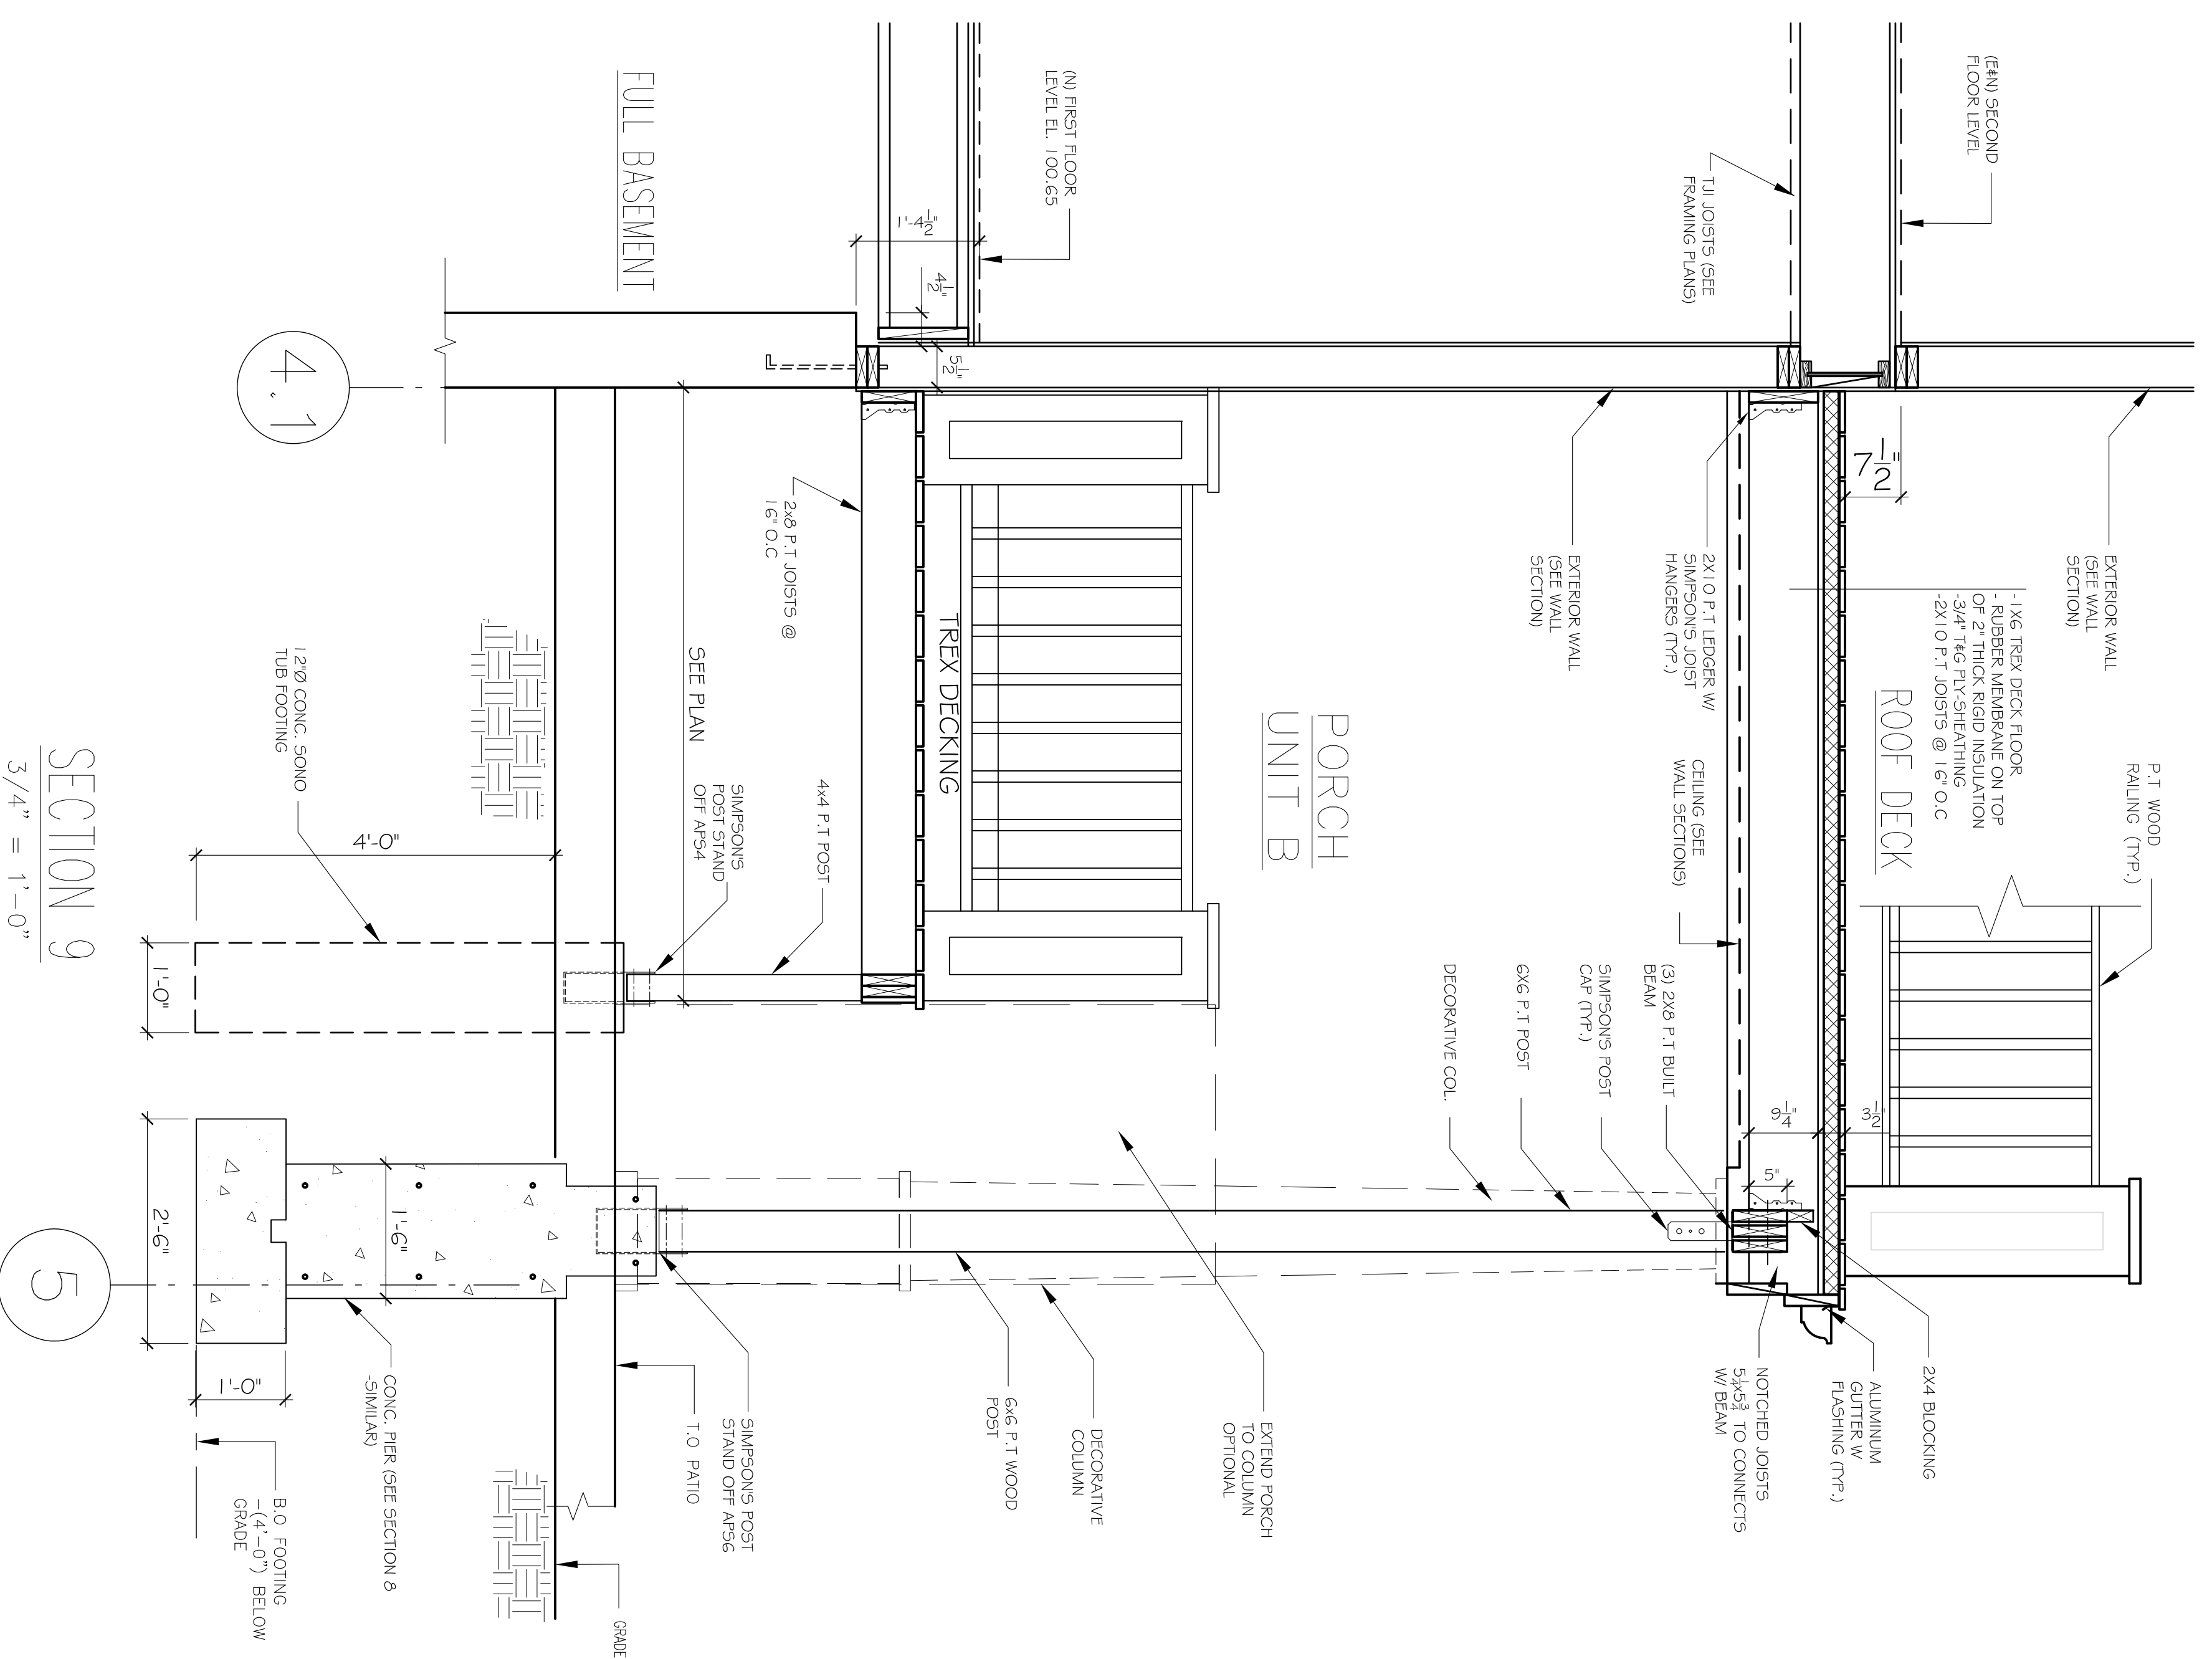 (E&N) SECOND
FLOOR LEVEL
EXTERIOR WALL
(SEE WALL
SECTION)
P.T WOOD
RAILING (TYP.)
-1X6 TREX DECK FLOOR
- RUBBER MEMBRANE ON TOP
OF 2" THICK RIGID INSULATION
-3/4" T&G PLY-SHEATHING
-2X10 P.T JOISTS @ 16" O.C
ROOF DECK
7 1/2"
3 1/2"
9 1/4"
5"
2X4 BLOCKING
ALUMINUM
GUTTER W
FLASHING (TYP.)
NOTCHED JOISTS
5 1/4x5 3/4 TO CONNECTS
W/ BEAM
TJI JOISTS (SEE
FRAMING PLANS)
2X10 P.T LEDGER W/
SIMPSON'S JOIST
HANGERS (TYP.)
CEILING (SEE
WALL SECTIONS)
(3) 2X8 P.T BUILT
BEAM
SIMPSON'S POST
CAP (TYP.)
6X6 P.T POST
DECORATIVE COL.
EXTERIOR WALL
(SEE WALL
SECTION)
PORCH
UNIT B
EXTEND PORCH
TO COLUMN
OPTIONAL
(N) FIRST FLOOR
LEVEL EL. 100.65
1'-4 1/2"
4 1/2"
5 1/2"
TREX DECKING
DECORATIVE
COLUMN
6x6 P.T WOOD
POST
2x8 P.T JOISTS @
16" O.C
4x4 P.T POST
SIMPSON'S
POST STAND
OFF APS4
SIMPSON'S POST
STAND OFF APS6
SEE PLAN
T.O PATIO
FULL BASEMENT
GRADE
4'-0"
12"Ø CONC. SONO
TUB FOOTING
1'-6"
CONC. PIER (SEE SECTION 8
-SIMILAR)
4.1
1'-0"
2'-6"
1'-0"
B.O FOOTING
-(4'-0") BELOW
GRADE
5
SECTION 9
3/4" = 1'-0"